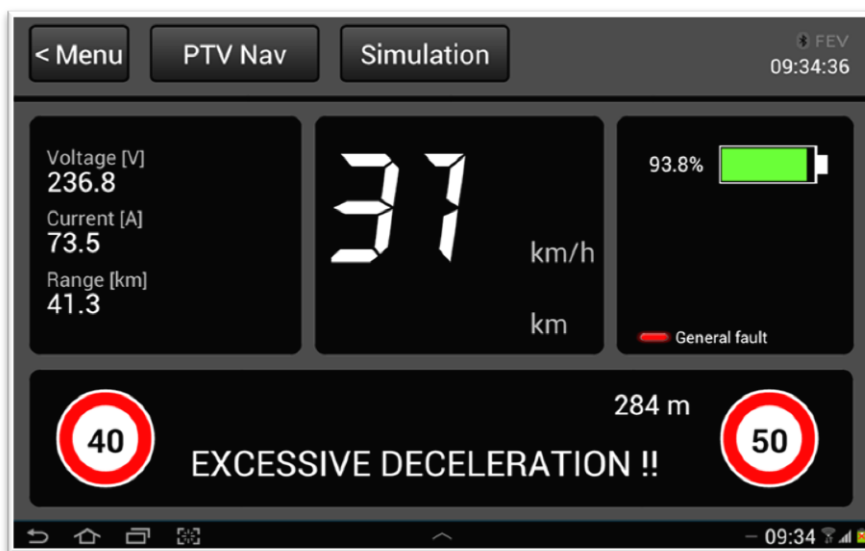 < Menu
PTV Nav
Simulation
FEV
09:34:36
Voltage [V]
236.8
Current [A]
73.5
Range [km]
41.3
37
km/h
km
93.8%
General fault
40
284 m
50
EXCESSIVE DECELERATION !!
09:34